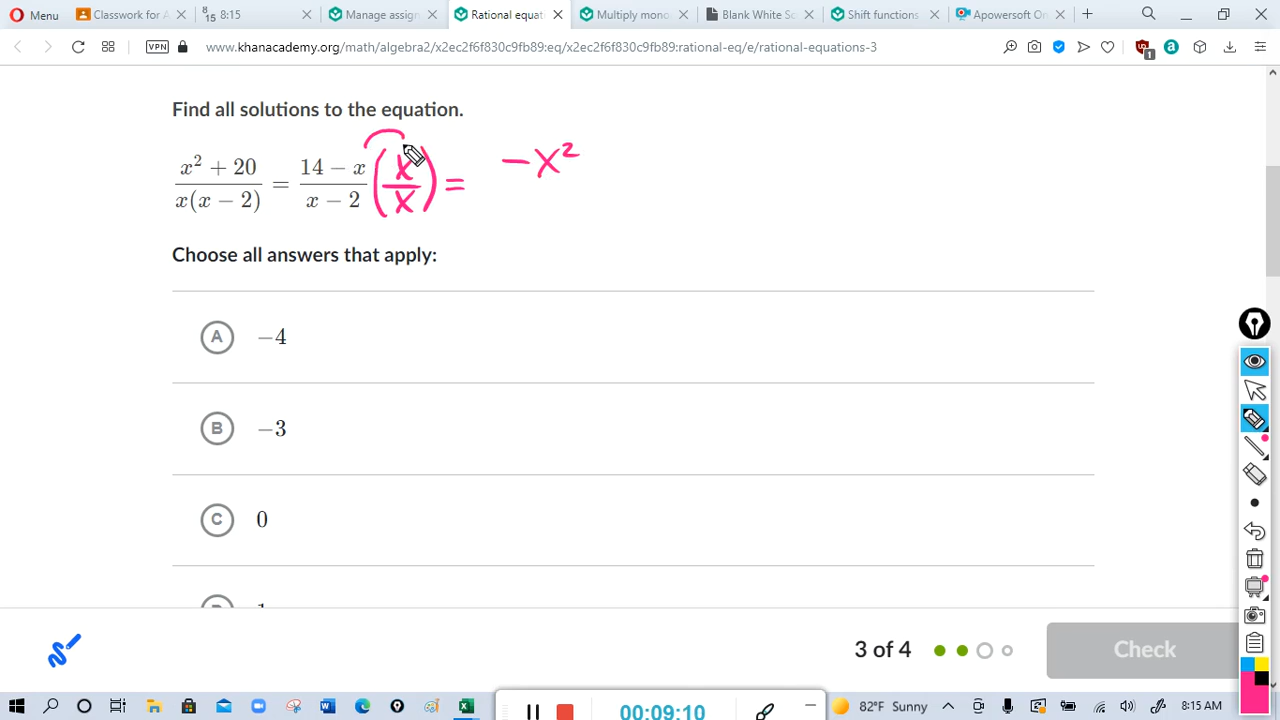 Menu
Classwork for A
8:15
Manage assign
Rational equat
Multiply mono
Blank White Sc
Shift functions
Apowersoft On
VPN
www.khanacademy.org/math/algebra2/x2ec2f6f830c9fb89:eq/x2ec2f6f830c9fb89:rational-eq/e/rational-equations-3
Find all solutions to the equation.
x² + 20 / x(x − 2) = 14 − x / x − 2 (x / x) = −x²
Choose all answers that apply:
A −4
B −3
C 0
3 of 4
Check
00:09:10
82°F Sunny
8:15 AM